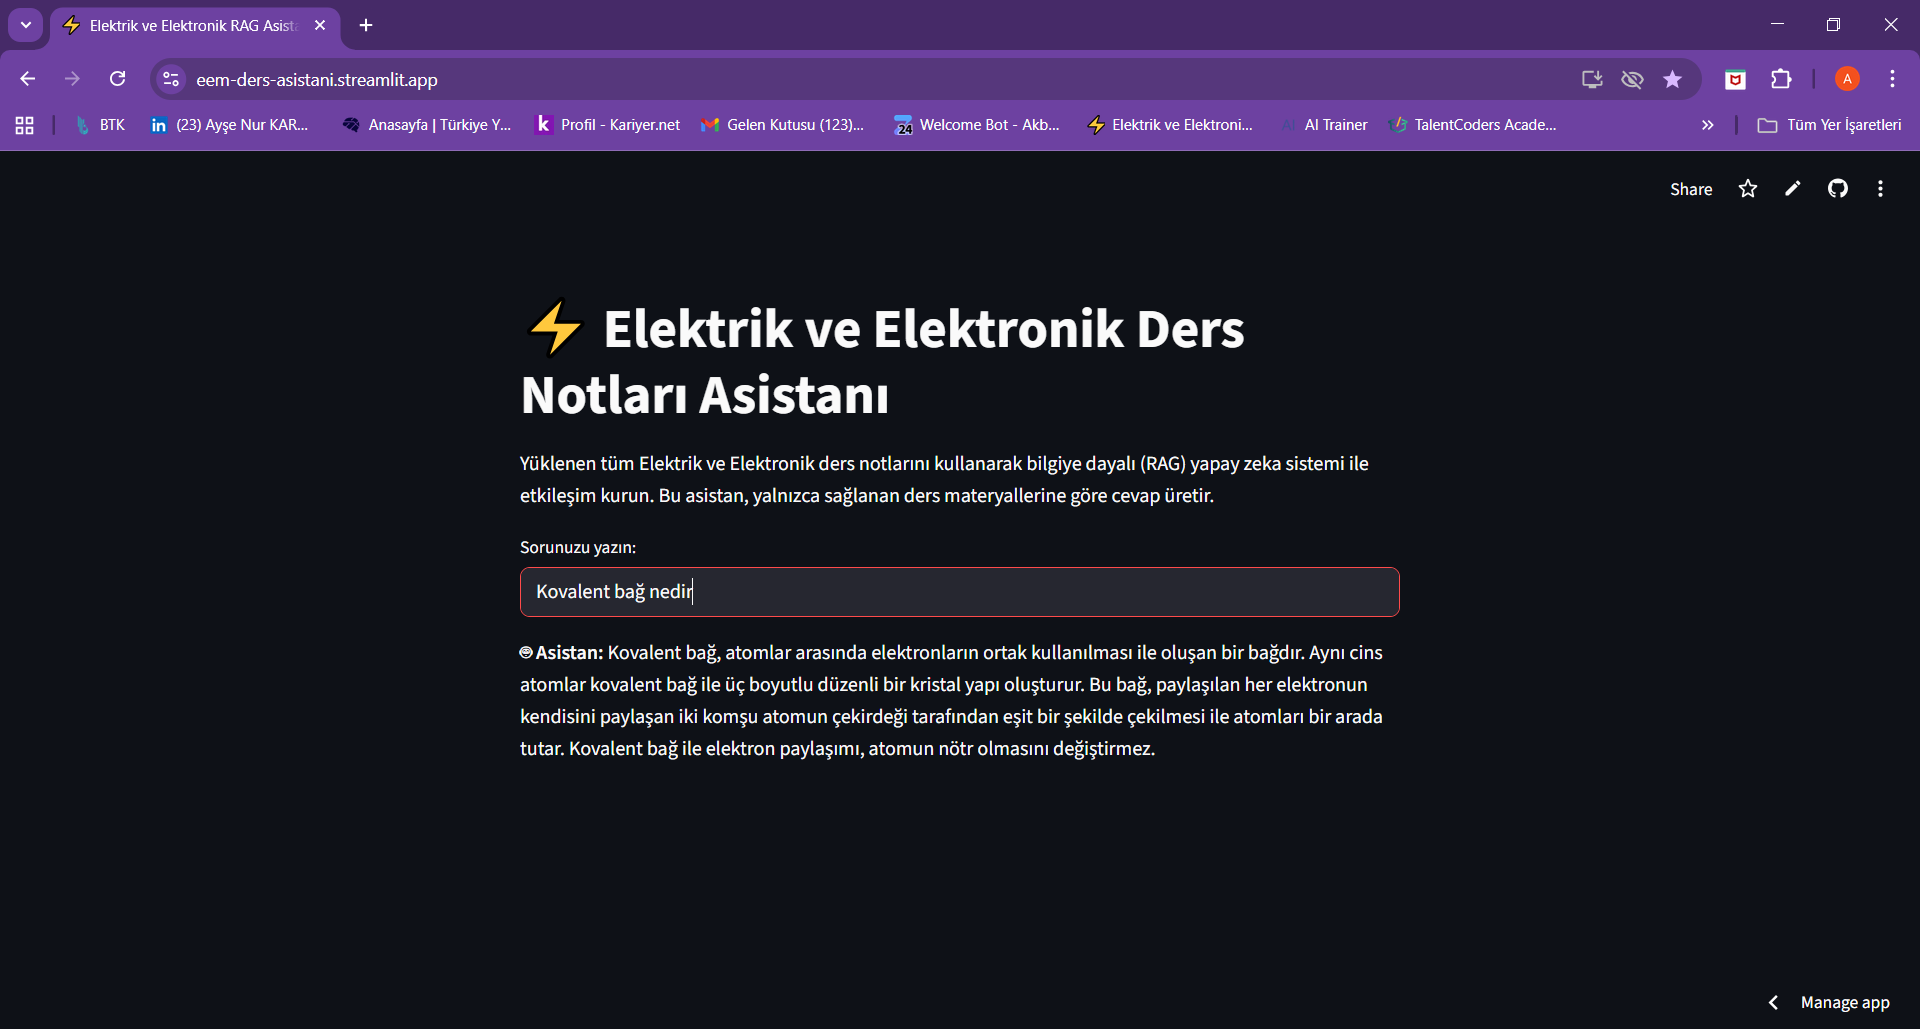 Elektrik ve Elektronik RAG Asista
eem-ders-asistani.streamlit.app
A
BTK
(23) Ayşe Nur KAR...
Anasayfa | Türkiye Y...
Profil - Kariyer.net
Gelen Kutusu (123)...
Welcome Bot - Akb...
Elektrik ve Elektroni...
AI Trainer
TalentCoders Acade...
Tüm Yer İşaretleri
Share
Elektrik ve Elektronik Ders
Notları Asistanı
Yüklenen tüm Elektrik ve Elektronik ders notlarını kullanarak bilgiye dayalı (RAG) yapay zeka sistemi ile
etkileşim kurun. Bu asistan, yalnızca sağlanan ders materyallerine göre cevap üretir.
Sorunuzu yazın:
Kovalent bağ nedir
Asistan: Kovalent bağ, atomlar arasında elektronların ortak kullanılması ile oluşan bir bağdır. Aynı cins
atomlar kovalent bağ ile üç boyutlu düzenli bir kristal yapı oluşturur. Bu bağ, paylaşılan her elektronun
kendisini paylaşan iki komşu atomun çekirdeği tarafından eşit bir şekilde çekilmesi ile atomları bir arada
tutar. Kovalent bağ ile elektron paylaşımı, atomun nötr olmasını değiştirmez.
Manage app